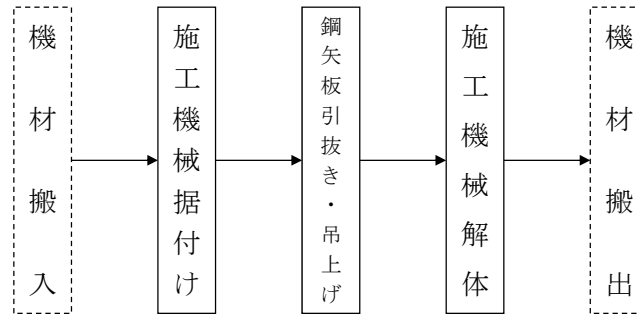 機材搬入
施工機械据付け
鋼矢板引抜き・吊上げ
施工機械解体
機材搬出